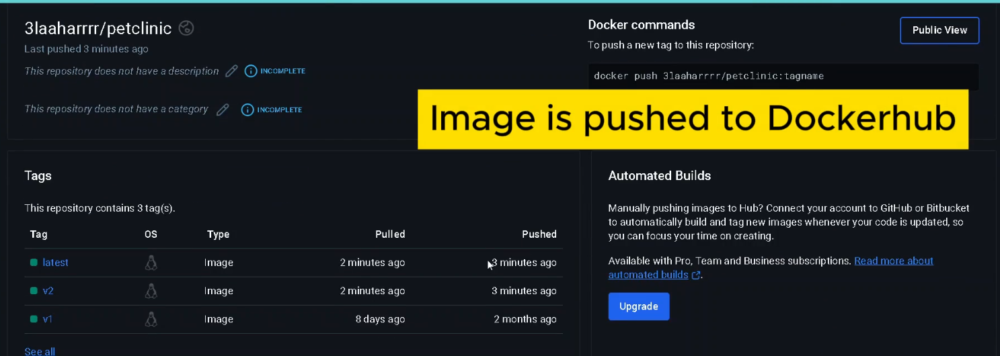 3laaharrrr/petclinic
Last pushed 3 minutes ago
This repository does not have a description INCOMPLETE
This repository does not have a category INCOMPLETE
Docker commands
To push a new tag to this repository:
Public View
docker push 3laaharrrr/petclinic:tagname
Image is pushed to Dockerhub
Tags
This repository contains 3 tag(s).
Tag OS Type Pulled Pushed
latest Image 2 minutes ago 3 minutes ago
v2 Image 2 minutes ago 3 minutes ago
v1 Image 8 days ago 2 months ago
See all
Automated Builds
Manually pushing images to Hub? Connect your account to GitHub or Bitbucket
to automatically build and tag new images whenever your code is updated, so
you can focus your time on creating.
Available with Pro, Team and Business subscriptions. Read more about
automated builds.
Upgrade